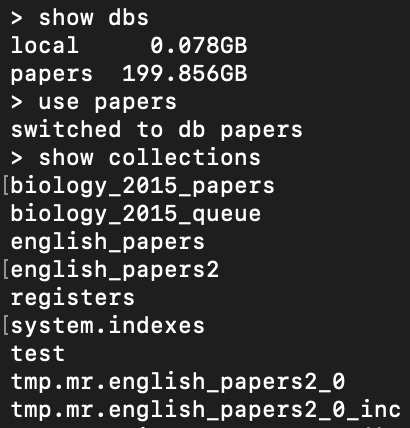 > show dbs
local     0.078GB
papers  199.856GB
> use papers
switched to db papers
> show collections
[biology_2015_papers
biology_2015_queue
english_papers
[english_papers2
registers
[system.indexes
test
tmp.mr.english_papers2_0
tmp.mr.english_papers2_0_inc